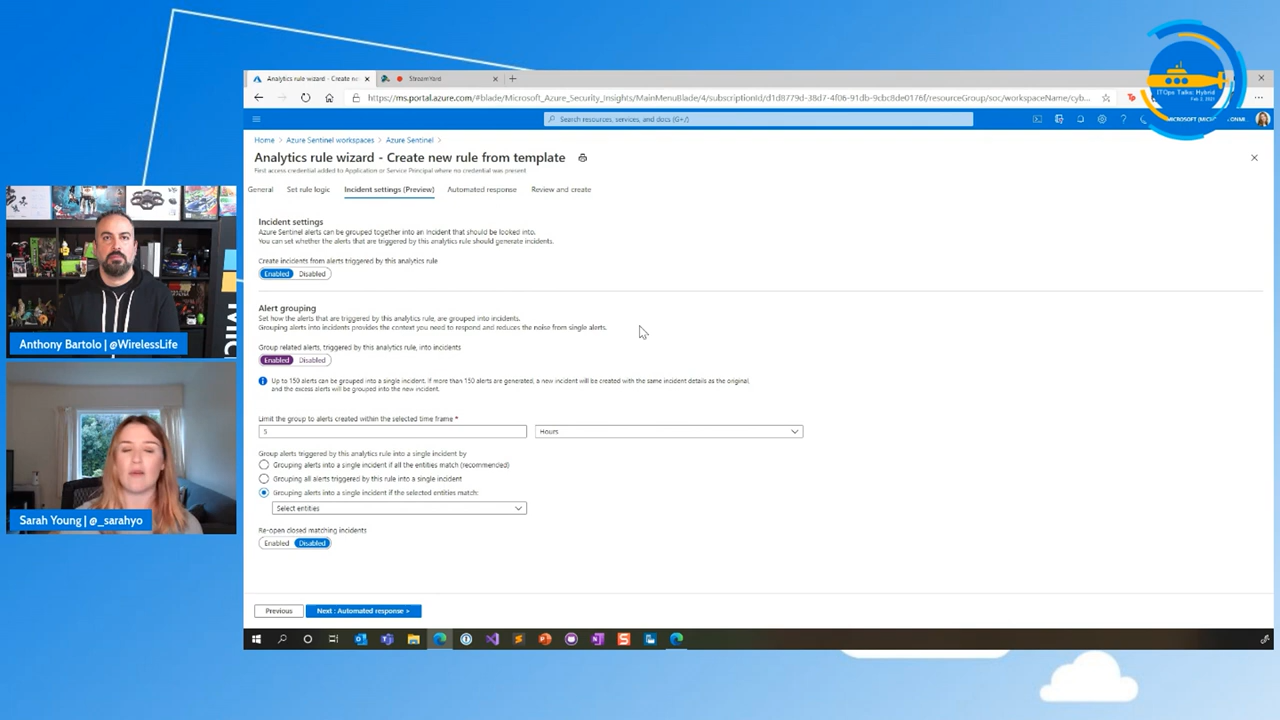 Analytics rule wizard - Create ne
StreamYard
https://ms.portal.azure.com/#blade/Microsoft_Azure_Security_Insights/MainMenuBlade/4/subscriptionId/d1d8779d-38d7-4f06-91db-9cbc8de0176f/resourceGroup/soc/workspaceName/cyb...
ITOps Talks: Hybrid
Feb 2, 2021
Search resources, services, and docs (G+/)
Home > Azure Sentinel workspaces > Azure Sentinel >
Analytics rule wizard - Create new rule from template
First access credential added to Application or Service Principal where no credential was present
General
Set rule logic
Incident settings (Preview)
Automated response
Review and create
Incident settings
Azure Sentinel alerts can be grouped together into an Incident that should be looked into.
You can set whether the alerts that are triggered by this analytics rule should generate incidents.
Create incidents from alerts triggered by this analytics rule
Enabled Disabled
Alert grouping
Set how the alerts that are triggered by this analytics rule, are grouped into incidents.
Grouping alerts into incidents provides the context you need to respond and reduces the noise from single alerts.
Group related alerts, triggered by this analytics rule, into incidents
Enabled Disabled
Up to 150 alerts can be grouped into a single incident. If more than 150 alerts are generated, a new incident will be created with the same incident details as the original,
and the excess alerts will be grouped into the new incident.
Limit the group to alerts created within the selected time frame *
5
Hours
Group alerts triggered by this analytics rule into a single incident by
Grouping alerts into a single incident if all the entities match (recommended)
Grouping all alerts triggered by this rule into a single incident
Grouping alerts into a single incident if the selected entities match:
Select entities
Re-open closed matching incidents
Enabled Disabled
Previous
Next : Automated response >
Anthony Bartolo | @WirelessLife
Sarah Young | @_sarahyo